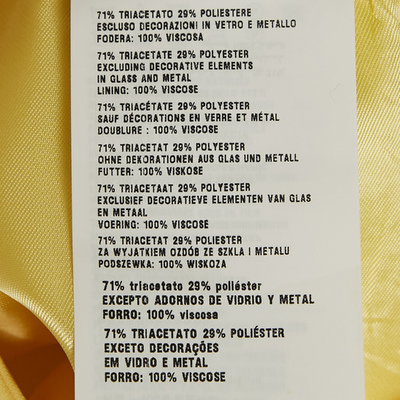 71% TRIACETATO 29% POLIESTERE
ESCLUSO DECORAZIONI IN VETRO E METALLO
FODERA: 100% VISCOSA
71% TRIACETATE 29% POLYESTER
EXCLUDING DECORATIVE ELEMENTS
IN GLASS AND METAL
LINING: 100% VISCOSE
71% TRIACÉTATE 29% POLYESTER
SAUF DÉCORATIONS EN VERRE ET MÉTAL
DOUBLURE : 100% VISCOSE
71% TRIACETAT 29% POLYESTER
OHNE DEKORATIONEN AUS GLAS UND METALL
FUTTER: 100% VISKOSE
71% TRIACETAAT 29% POLYESTER
EXCLUSIEF DECORATIEVE ELEMENTEN VAN GLAS
EN METAAL
VOERING: 100% VISCOSE
71% TRIACETAT 29% POLIESTER
ZA WYJATKIEM OZDÓB ZE SZKLA I METALU
PODSZEWKA: 100% WISKOZA
71% triacetato 29% poliéster
EXCEPTO ADORNOS DE VIDRIO Y METAL
FORRO: 100% viscosa
71% TRIACETATO 29% POLIÉSTER
EXCETO DECORAÇÕES
EM VIDRO E METAL
FORRO: 100% VISCOSE